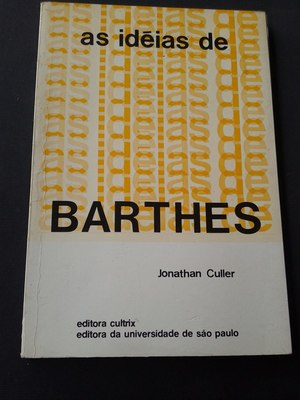 as idéias de
BARTHES
Jonathan Culler
editora cultrix
editora da universidade de são paulo